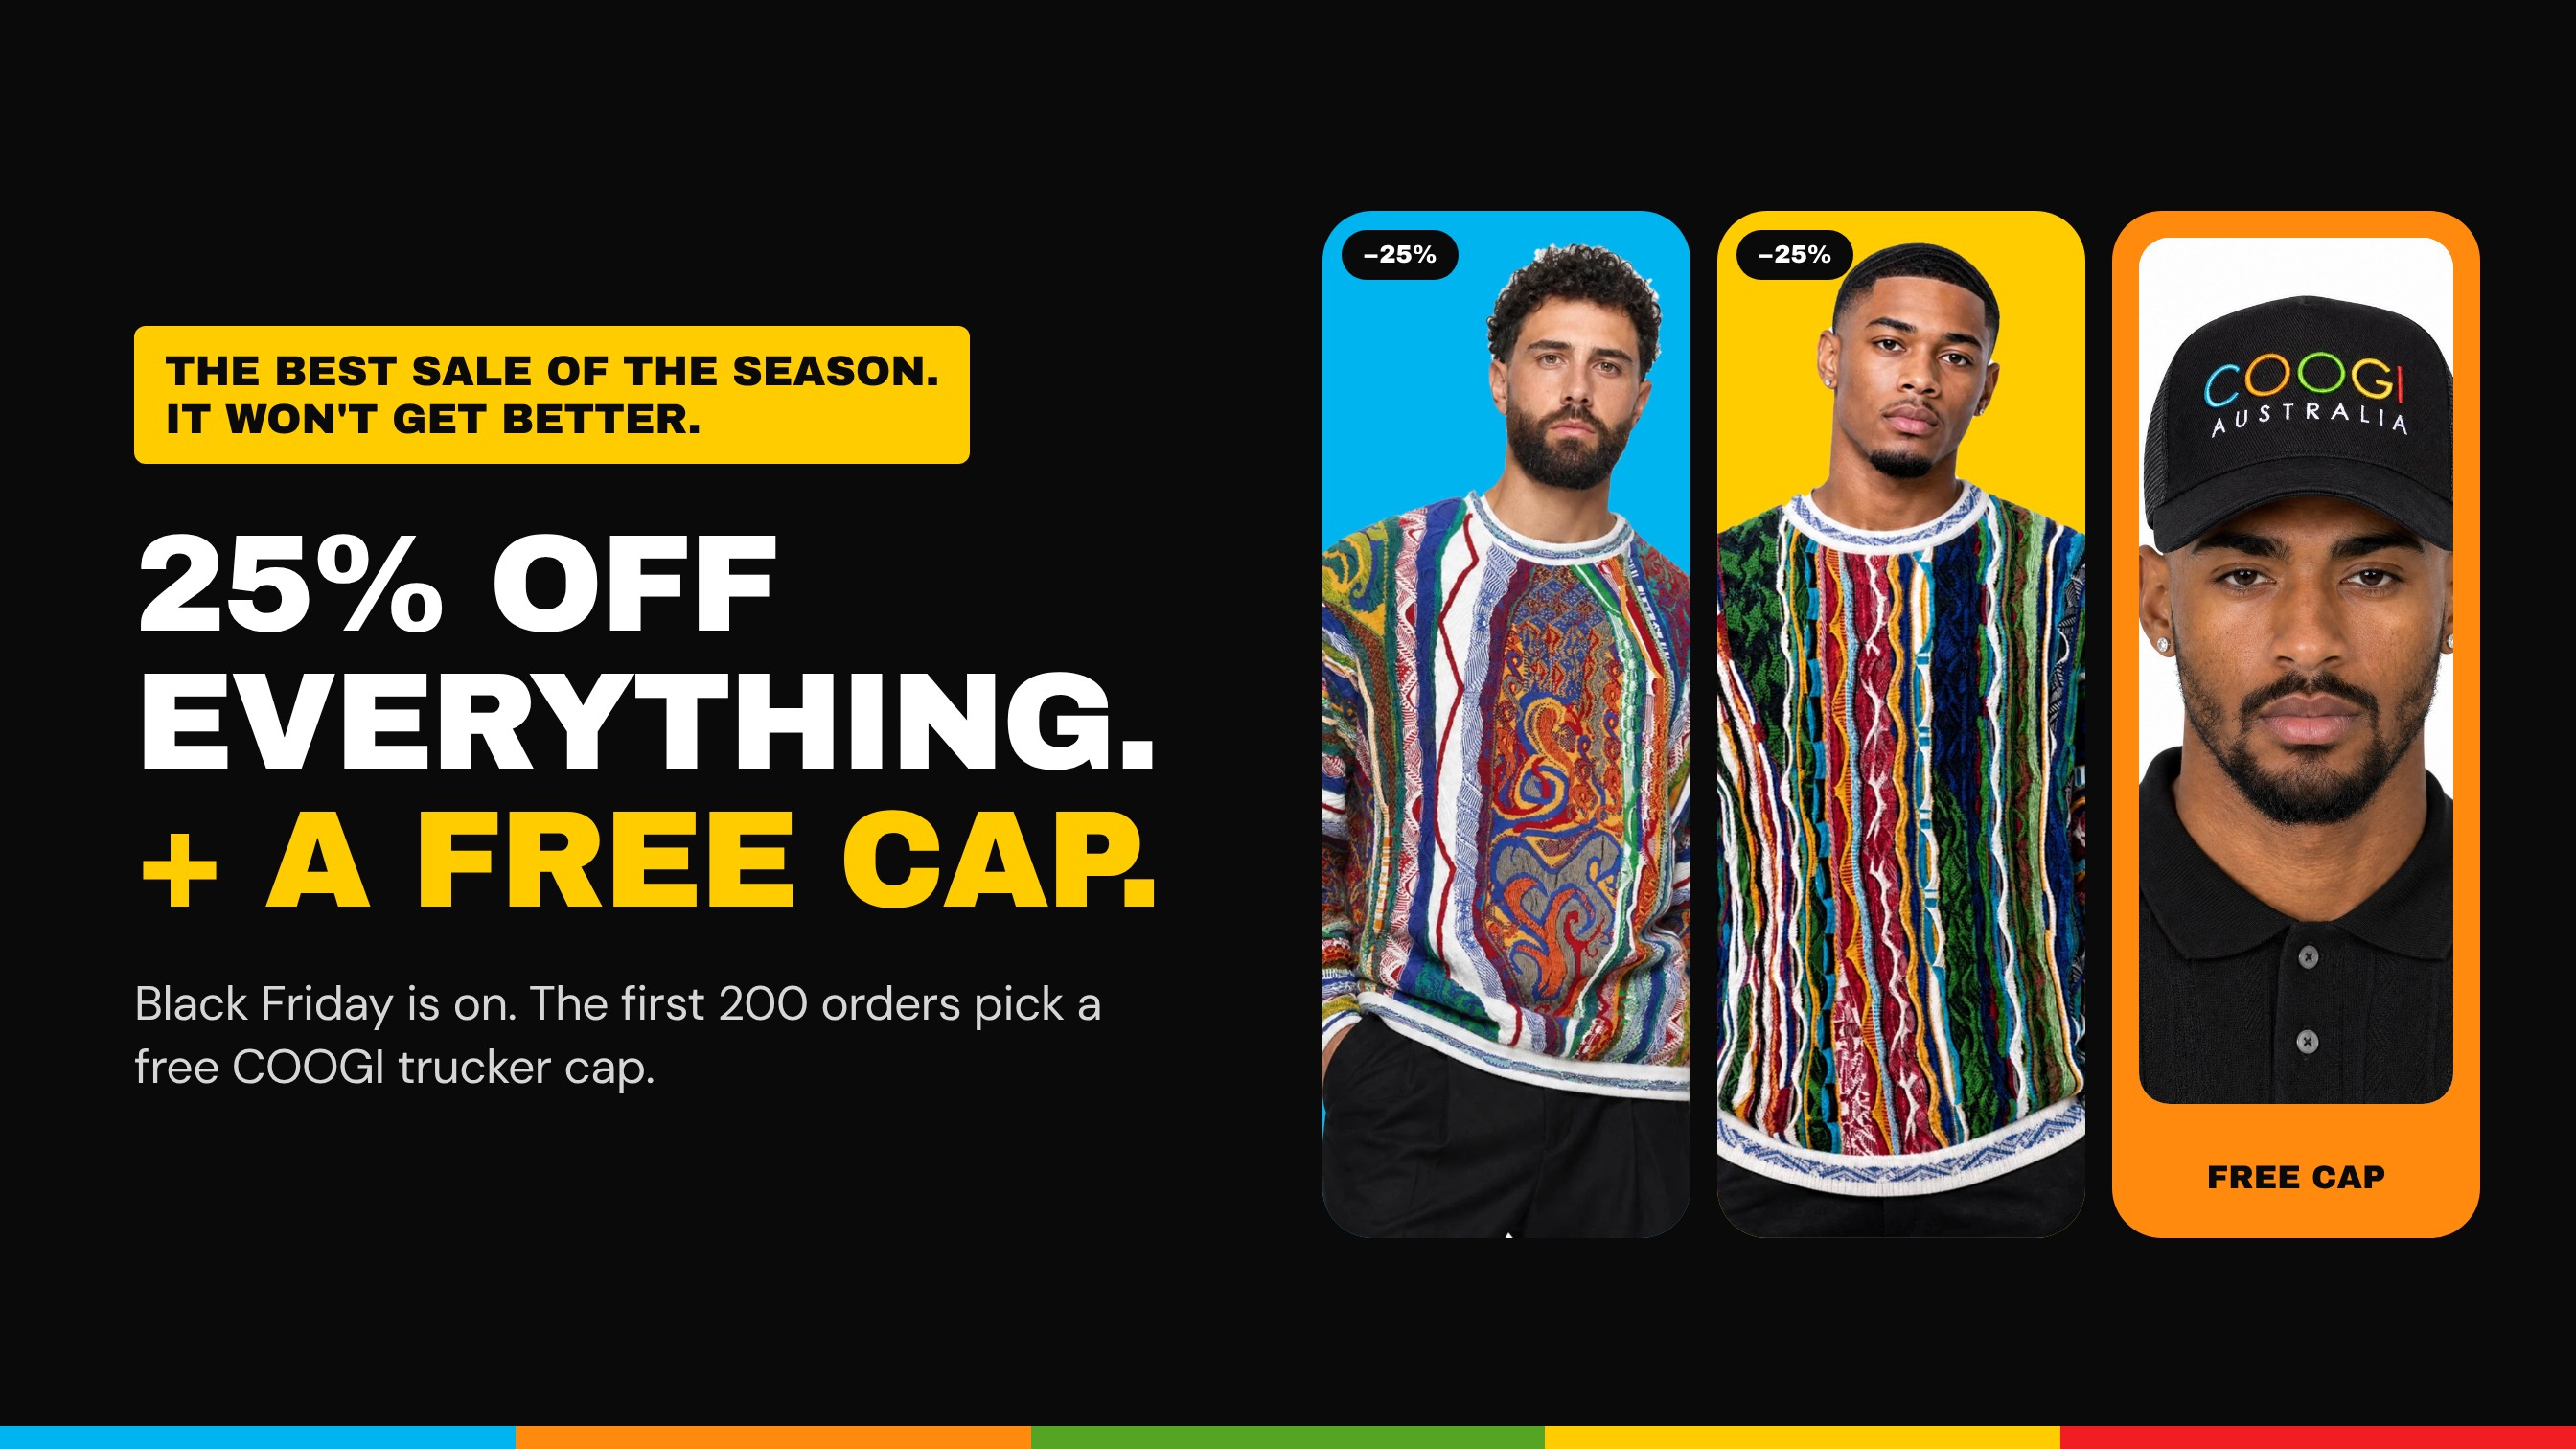 THE BEST SALE OF THE SEASON.
IT WON'T GET BETTER.
25% OFF
EVERYTHING.
+ A FREE CAP.
Black Friday is on. The first 200 orders pick a
free COOGI trucker cap.
–25%
–25%
COOGI
AUSTRALIA
FREE CAP